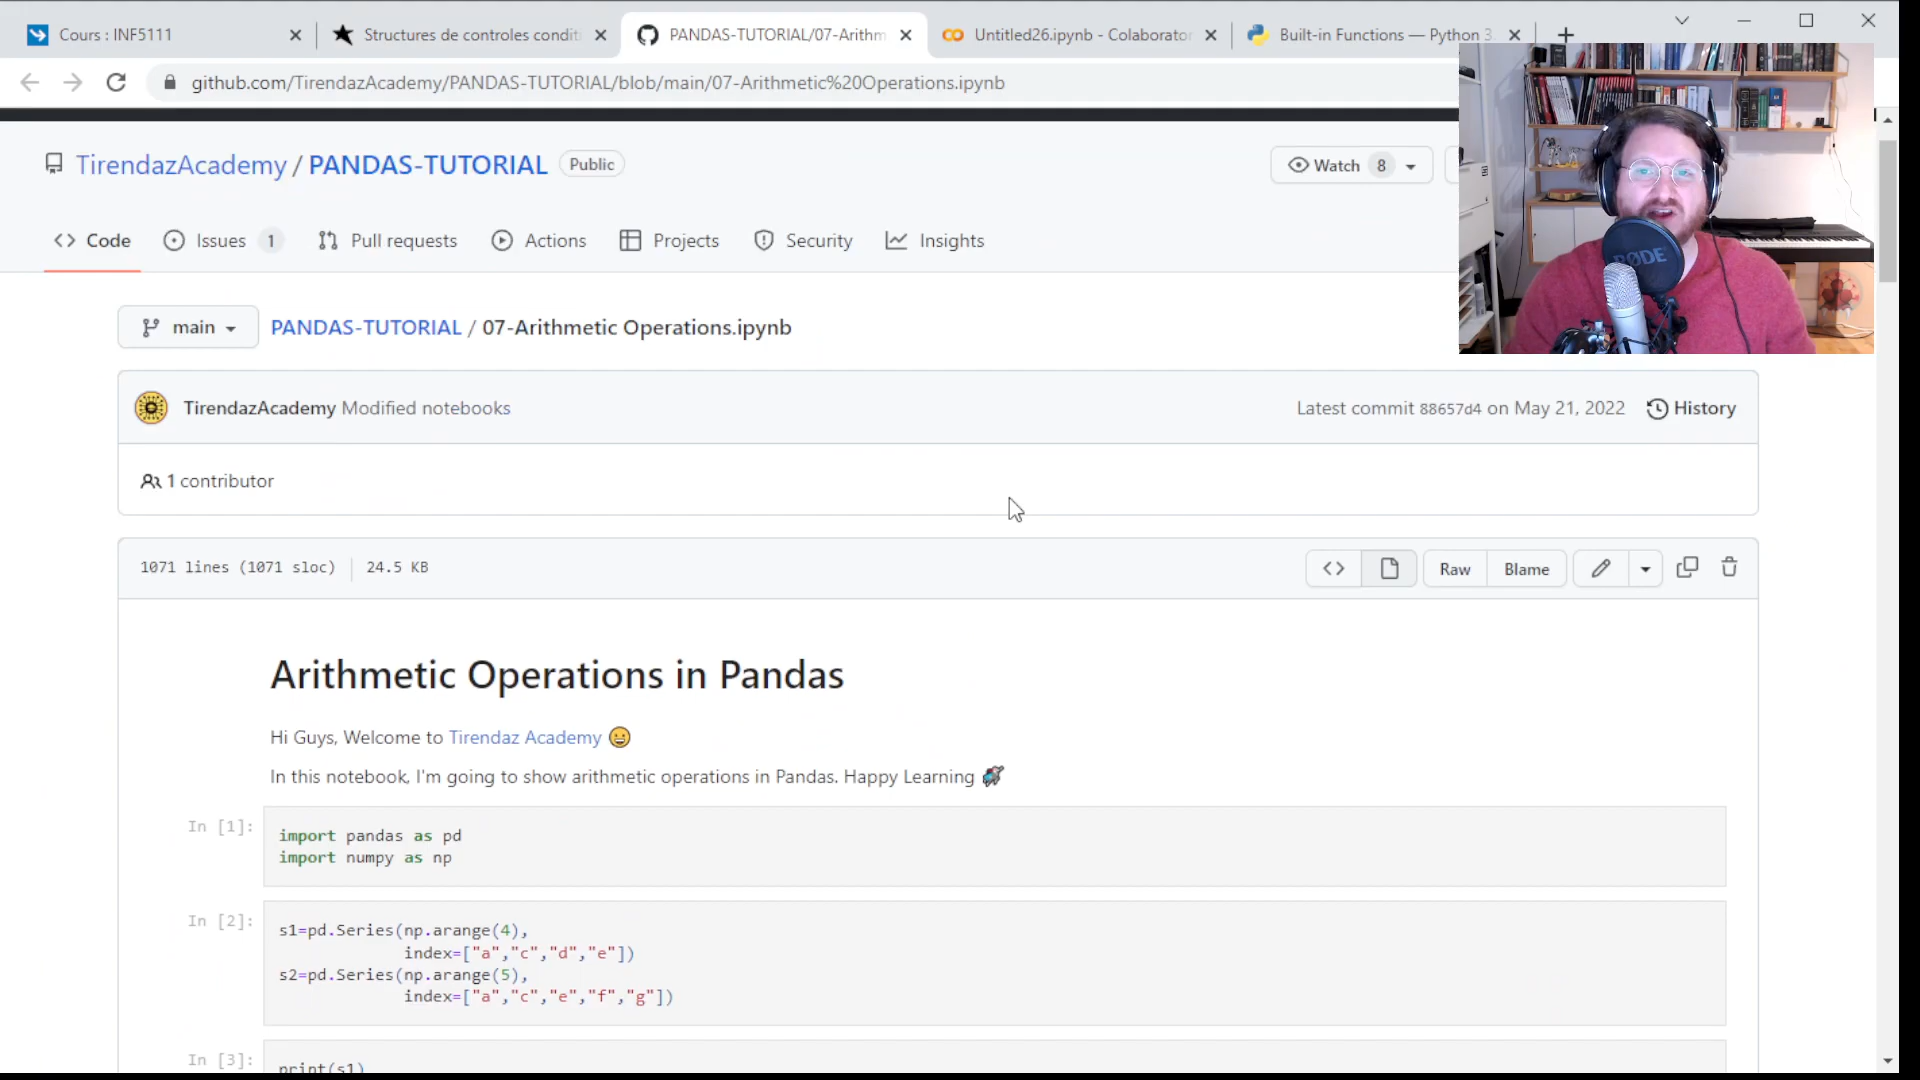 Cours : INF5111
Structures de controles condit
PANDAS-TUTORIAL/07-Arithm
Untitled26.ipynb - Colaborator
Built-in Functions — Python 3.
github.com/TirendazAcademy/PANDAS-TUTORIAL/blob/main/07-Arithmetic%20Operations.ipynb
TirendazAcademy / PANDAS-TUTORIAL Public
Watch 8
Code Issues 1 Pull requests Actions Projects Security Insights
RØDE
main PANDAS-TUTORIAL / 07-Arithmetic Operations.ipynb
TirendazAcademy Modified notebooks Latest commit 88657d4 on May 21, 2022 History
1 contributor
1071 lines (1071 sloc) 24.5 KB Raw Blame
Arithmetic Operations in Pandas
Hi Guys, Welcome to Tirendaz Academy 😀
In this notebook, I'm going to show arithmetic operations in Pandas. Happy Learning 🚀
In [1]: import pandas as pd
import numpy as np
In [2]: s1=pd.Series(np.arange(4),
index=["a","c","d","e"])
s2=pd.Series(np.arange(5),
index=["a","c","e","f","g"])
In [3]: print(s1)